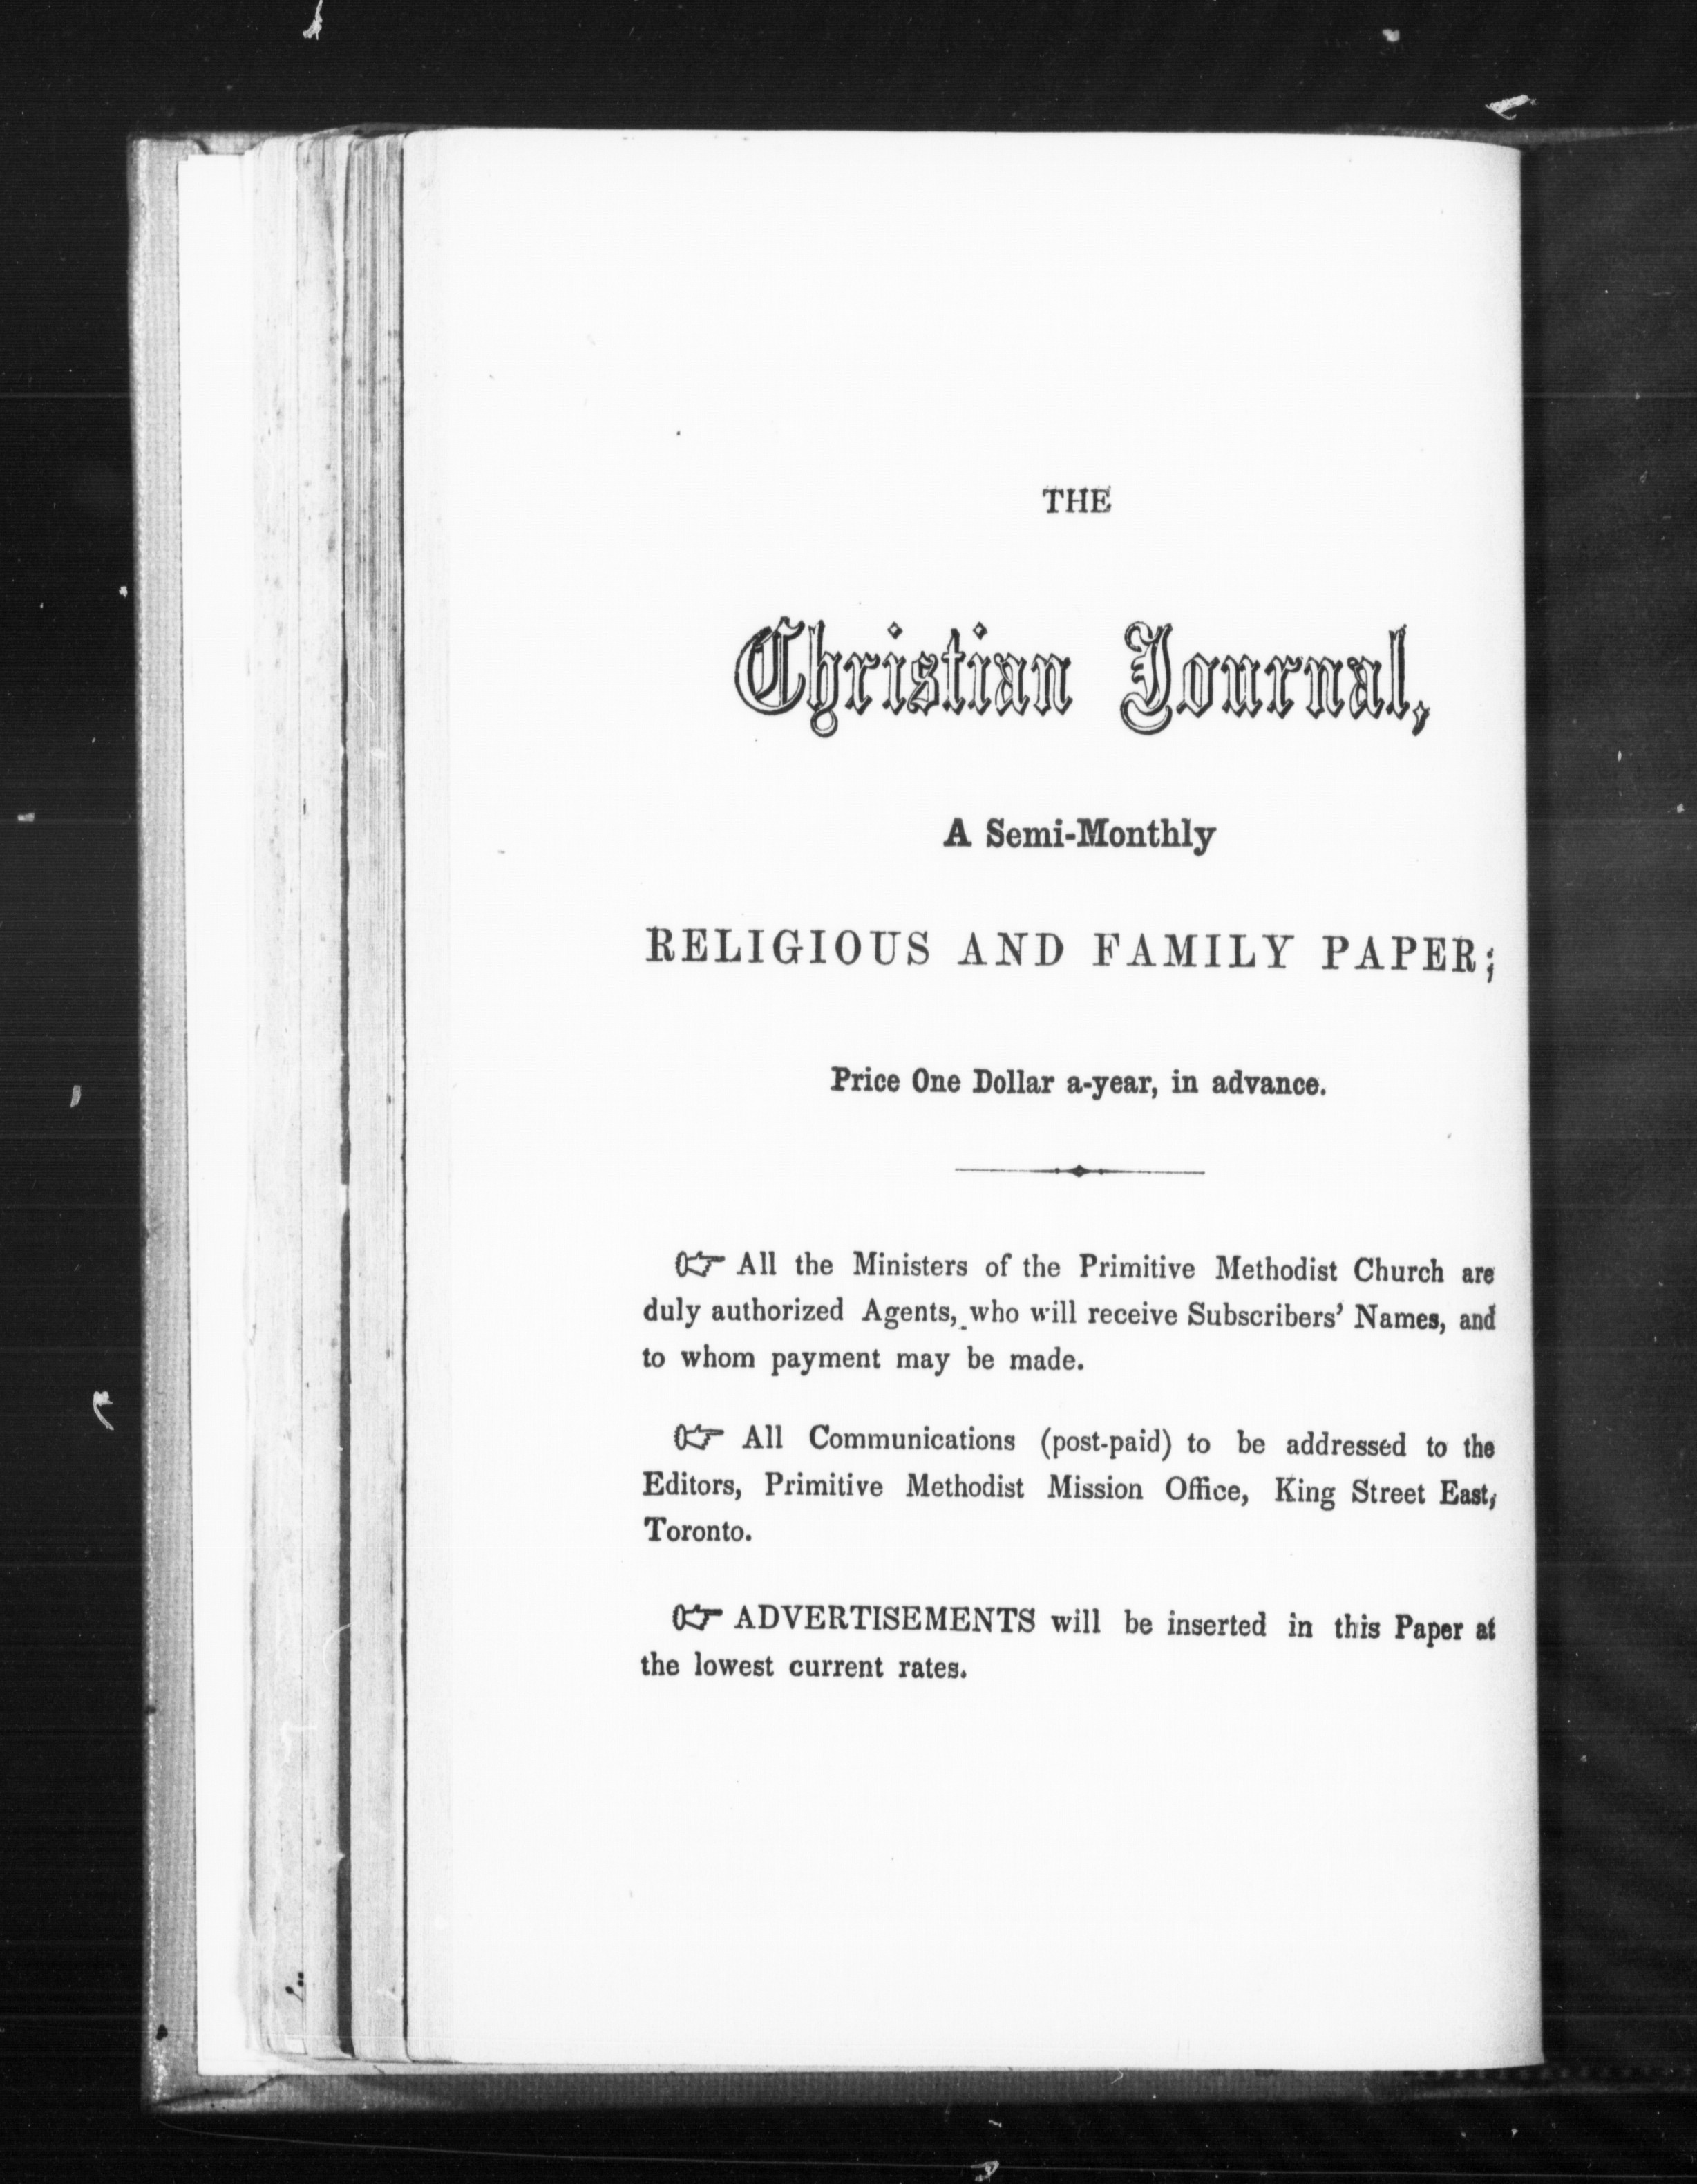 THE
Christian Journal,
A Semi-Monthly
RELIGIOUS AND FAMILY PAPER;
Price One Dollar a-year, in advance.
☞ All the Ministers of the Primitive Methodist Church are
duly authorized Agents, who will receive Subscribers' Names, and
to whom payment may be made.
☞ All Communications (post-paid) to be addressed to the
Editors, Primitive Methodist Mission Office, King Street East,
Toronto.
☞ ADVERTISEMENTS will be inserted in this Paper at
the lowest current rates.